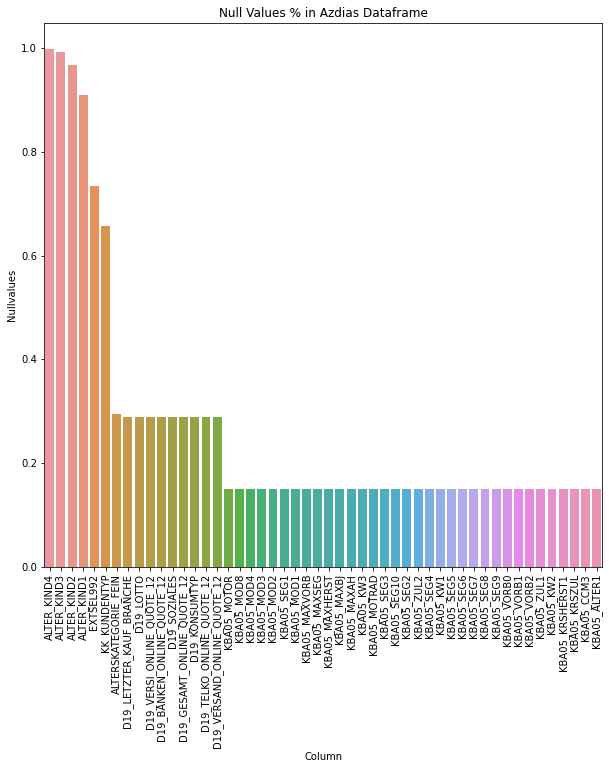 Null Values % in Azdias Dataframe
1.0
0.8
0.6
0.4
0.2
0.0
Nullvalues
ALTER_KIND4
ALTER_KIND3
ALTER_KIND2
ALTER_KIND1
EXTSEL992
KK_KUNDENTYP
ALTERSKATEGORIE_FEIN
D19_LETZTER_KAUF_BRANCHE
D19_LOTTO
D19_VERSI_ONLINE_QUOTE_12
D19_BANKEN_ONLINE_QUOTE_12
D19_SOZIALES
D19_GESAMT_ONLINE_QUOTE_12
D19_KONSUMTYP
D19_TELKO_ONLINE_QUOTE_12
D19_VERSAND_ONLINE_QUOTE_12
KBA05_MOTOR
KBA05_MOD8
KBA05_MOD4
KBA05_MOD3
KBA05_MOD2
KBA05_SEG1
KBA05_MOD1
KBA05_MAXVORB
KBA05_MAXSEG
KBA05_MAXHERST
KBA05_MAXBJ
KBA05_MAXAH
KBA05_KW3
KBA05_MOTRAD
KBA05_SEG3
KBA05_SEG10
KBA05_SEG2
KBA05_ZUL2
KBA05_SEG4
KBA05_KW1
KBA05_SEG5
KBA05_SEG6
KBA05_SEG7
KBA05_SEG8
KBA05_SEG9
KBA05_VORB0
KBA05_VORB1
KBA05_VORB2
KBA05_ZUL1
KBA05_KW2
KBA05_KRSHERST1
KBA05_KRSZUL
KBA05_CCM3
KBA05_ALTER1
Column